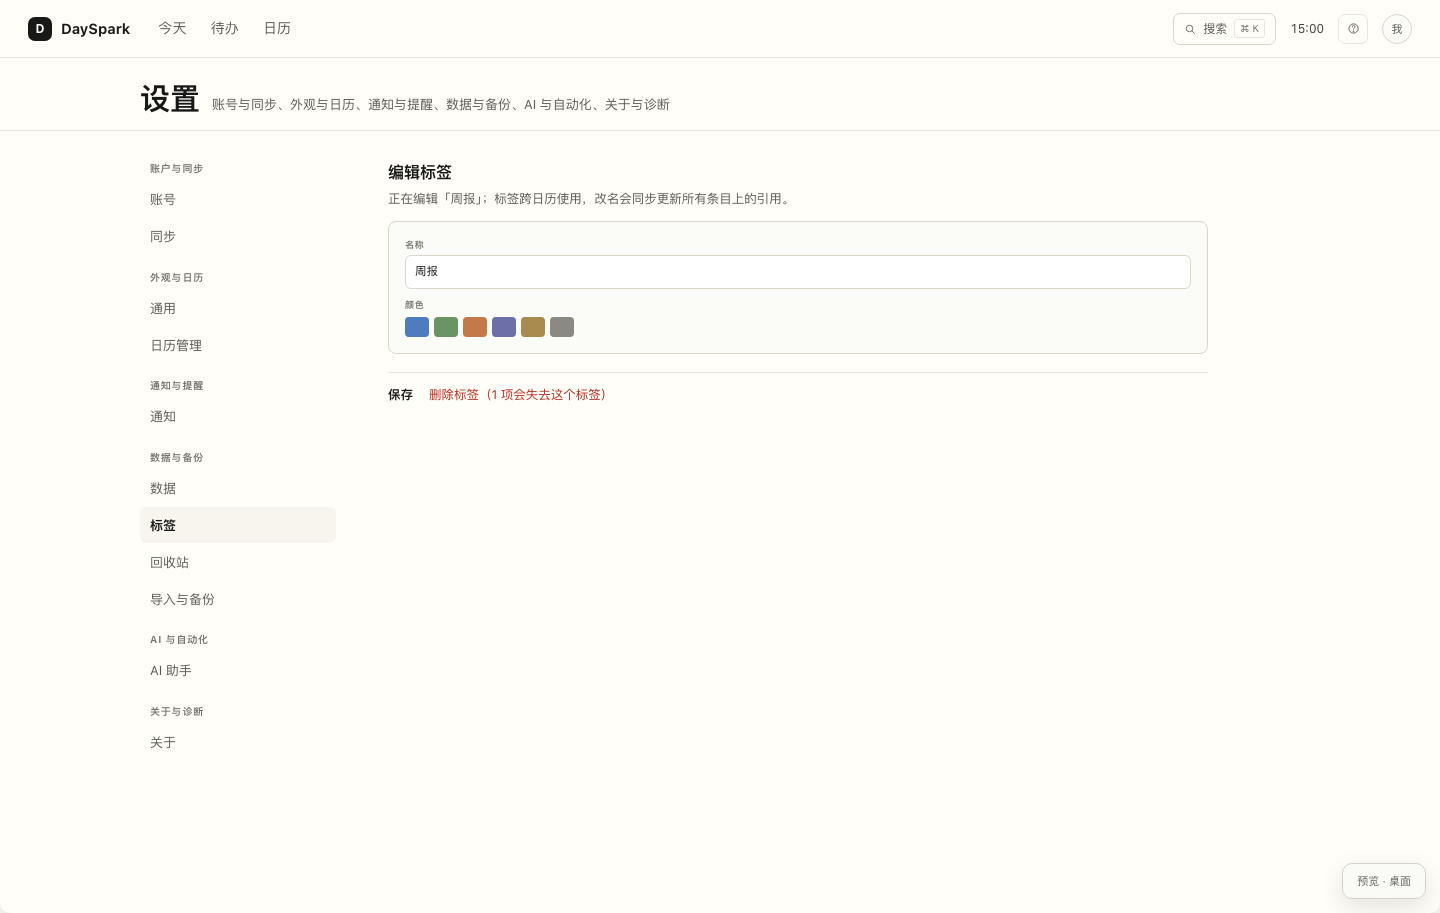 D DaySpark 今天 待办 日历 搜索 ⌘ K 15:00 我
设置 账号与同步、外观与日历、通知与提醒、数据与备份、AI 与自动化、关于与诊断
账户与同步
账号
同步
外观与日历
通用
日历管理
通知与提醒
通知
数据与备份
数据
标签
回收站
导入与备份
AI 与自动化
AI 助手
关于与诊断
关于
编辑标签
正在编辑「周报」；标签跨日历使用，改名会同步更新所有条目上的引用。
名称
周报
颜色
保存 删除标签（1 项会失去这个标签）
预览 · 桌面